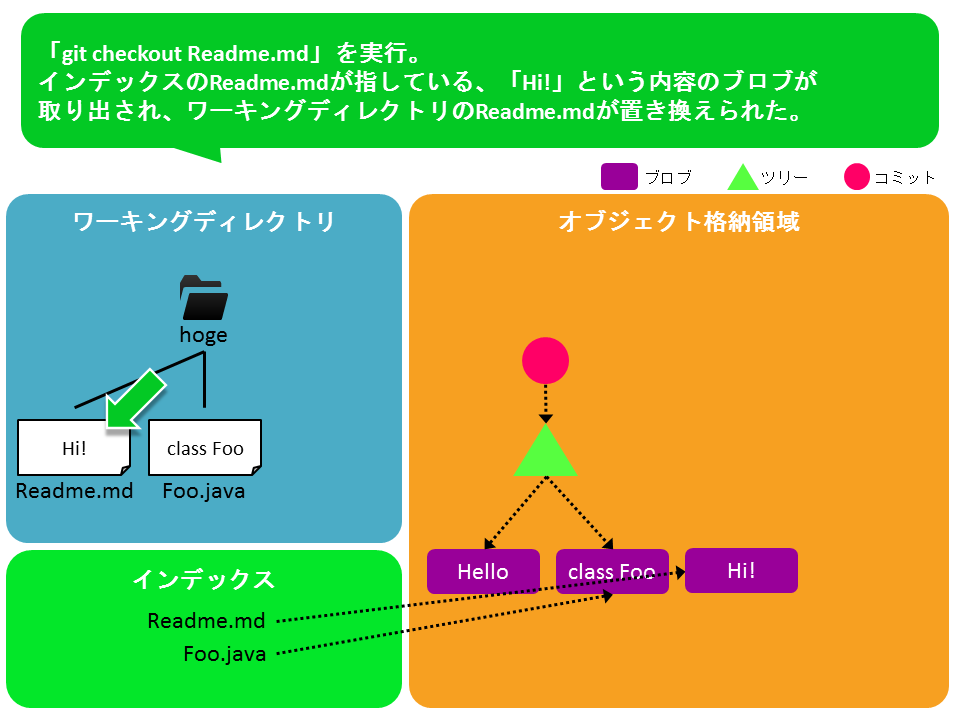 「git checkout Readme.md」を実行。
インデックスのReadme.mdが指している、「Hi!」という内容のブロブが
取り出され、ワーキングディレクトリのReadme.mdが置き換えられた。
ブロブ
ツリー
コミット
ワーキングディレクトリ
hoge
Hi!
class Foo
Readme.md
Foo.java
オブジェクト格納領域
Hello
class Foo
Hi!
インデックス
Readme.md
Foo.java